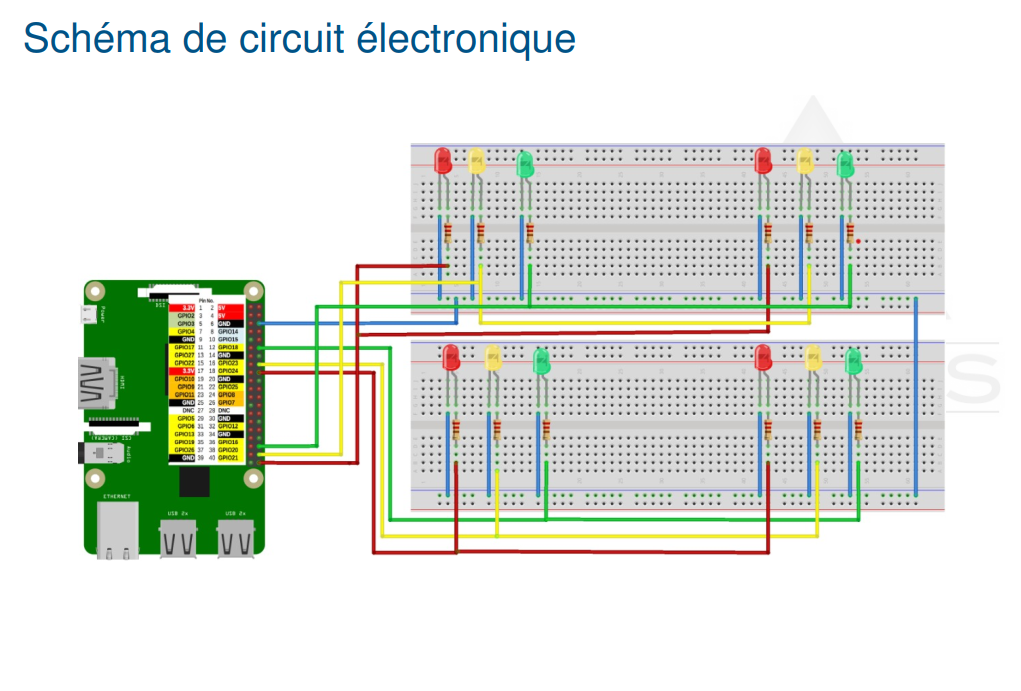 Schéma de circuit électronique
Pin No.
3.3V 1 2 5V
GPIO2 3 4 5V
GPIO3 5 6 GND
GPIO4 7 8 GPIO14
GND 9 10 GPIO15
GPIO17 11 12 GPIO18
GPIO27 13 14 GND
GPIO22 15 16 GPIO23
3.3V 17 18 GPIO24
GPIO10 19 20 GND
GPIO9 21 22 GPIO25
GPIO11 23 24 GPIO8
GND 25 26 GPIO7
DNC 27 28 DNC
GPIO5 29 30 GND
GPIO6 31 32 GPIO12
GPIO13 33 34 GND
GPIO19 35 36 GPIO16
GPIO26 37 38 GPIO20
GND 39 40 GPIO21
Power
HDMI
CSI (CAMERA)
Audio
ETHERNET
USB 2x
USB 2x
S